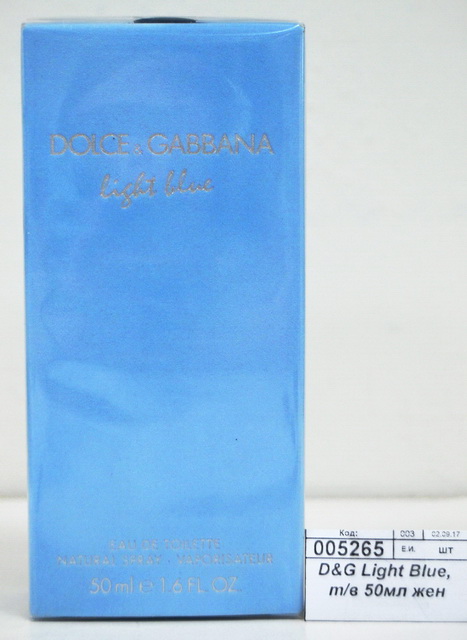 DOLCE & GABBANA
light blue
EAU DE TOILETTE
NATURAL SPRAY - VAPORISATEUR
50 ml e 1.6 FL. OZ.
Код: 003 02.09.17
005265 Е.И. шт
D&G Light Blue,
т/в 50мл жен